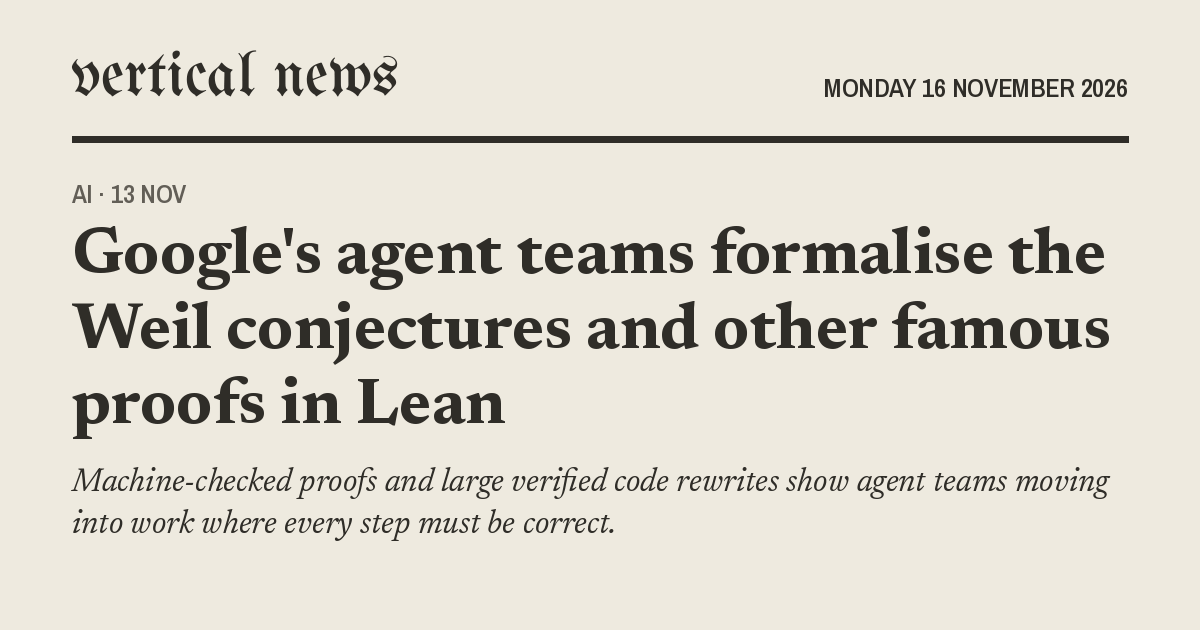 vertical news
MONDAY 16 NOVEMBER 2026
AI · 13 NOV
Google's agent teams formalise the
Weil conjectures and other famous
proofs in Lean
Machine-checked proofs and large verified code rewrites show agent teams moving
into work where every step must be correct.